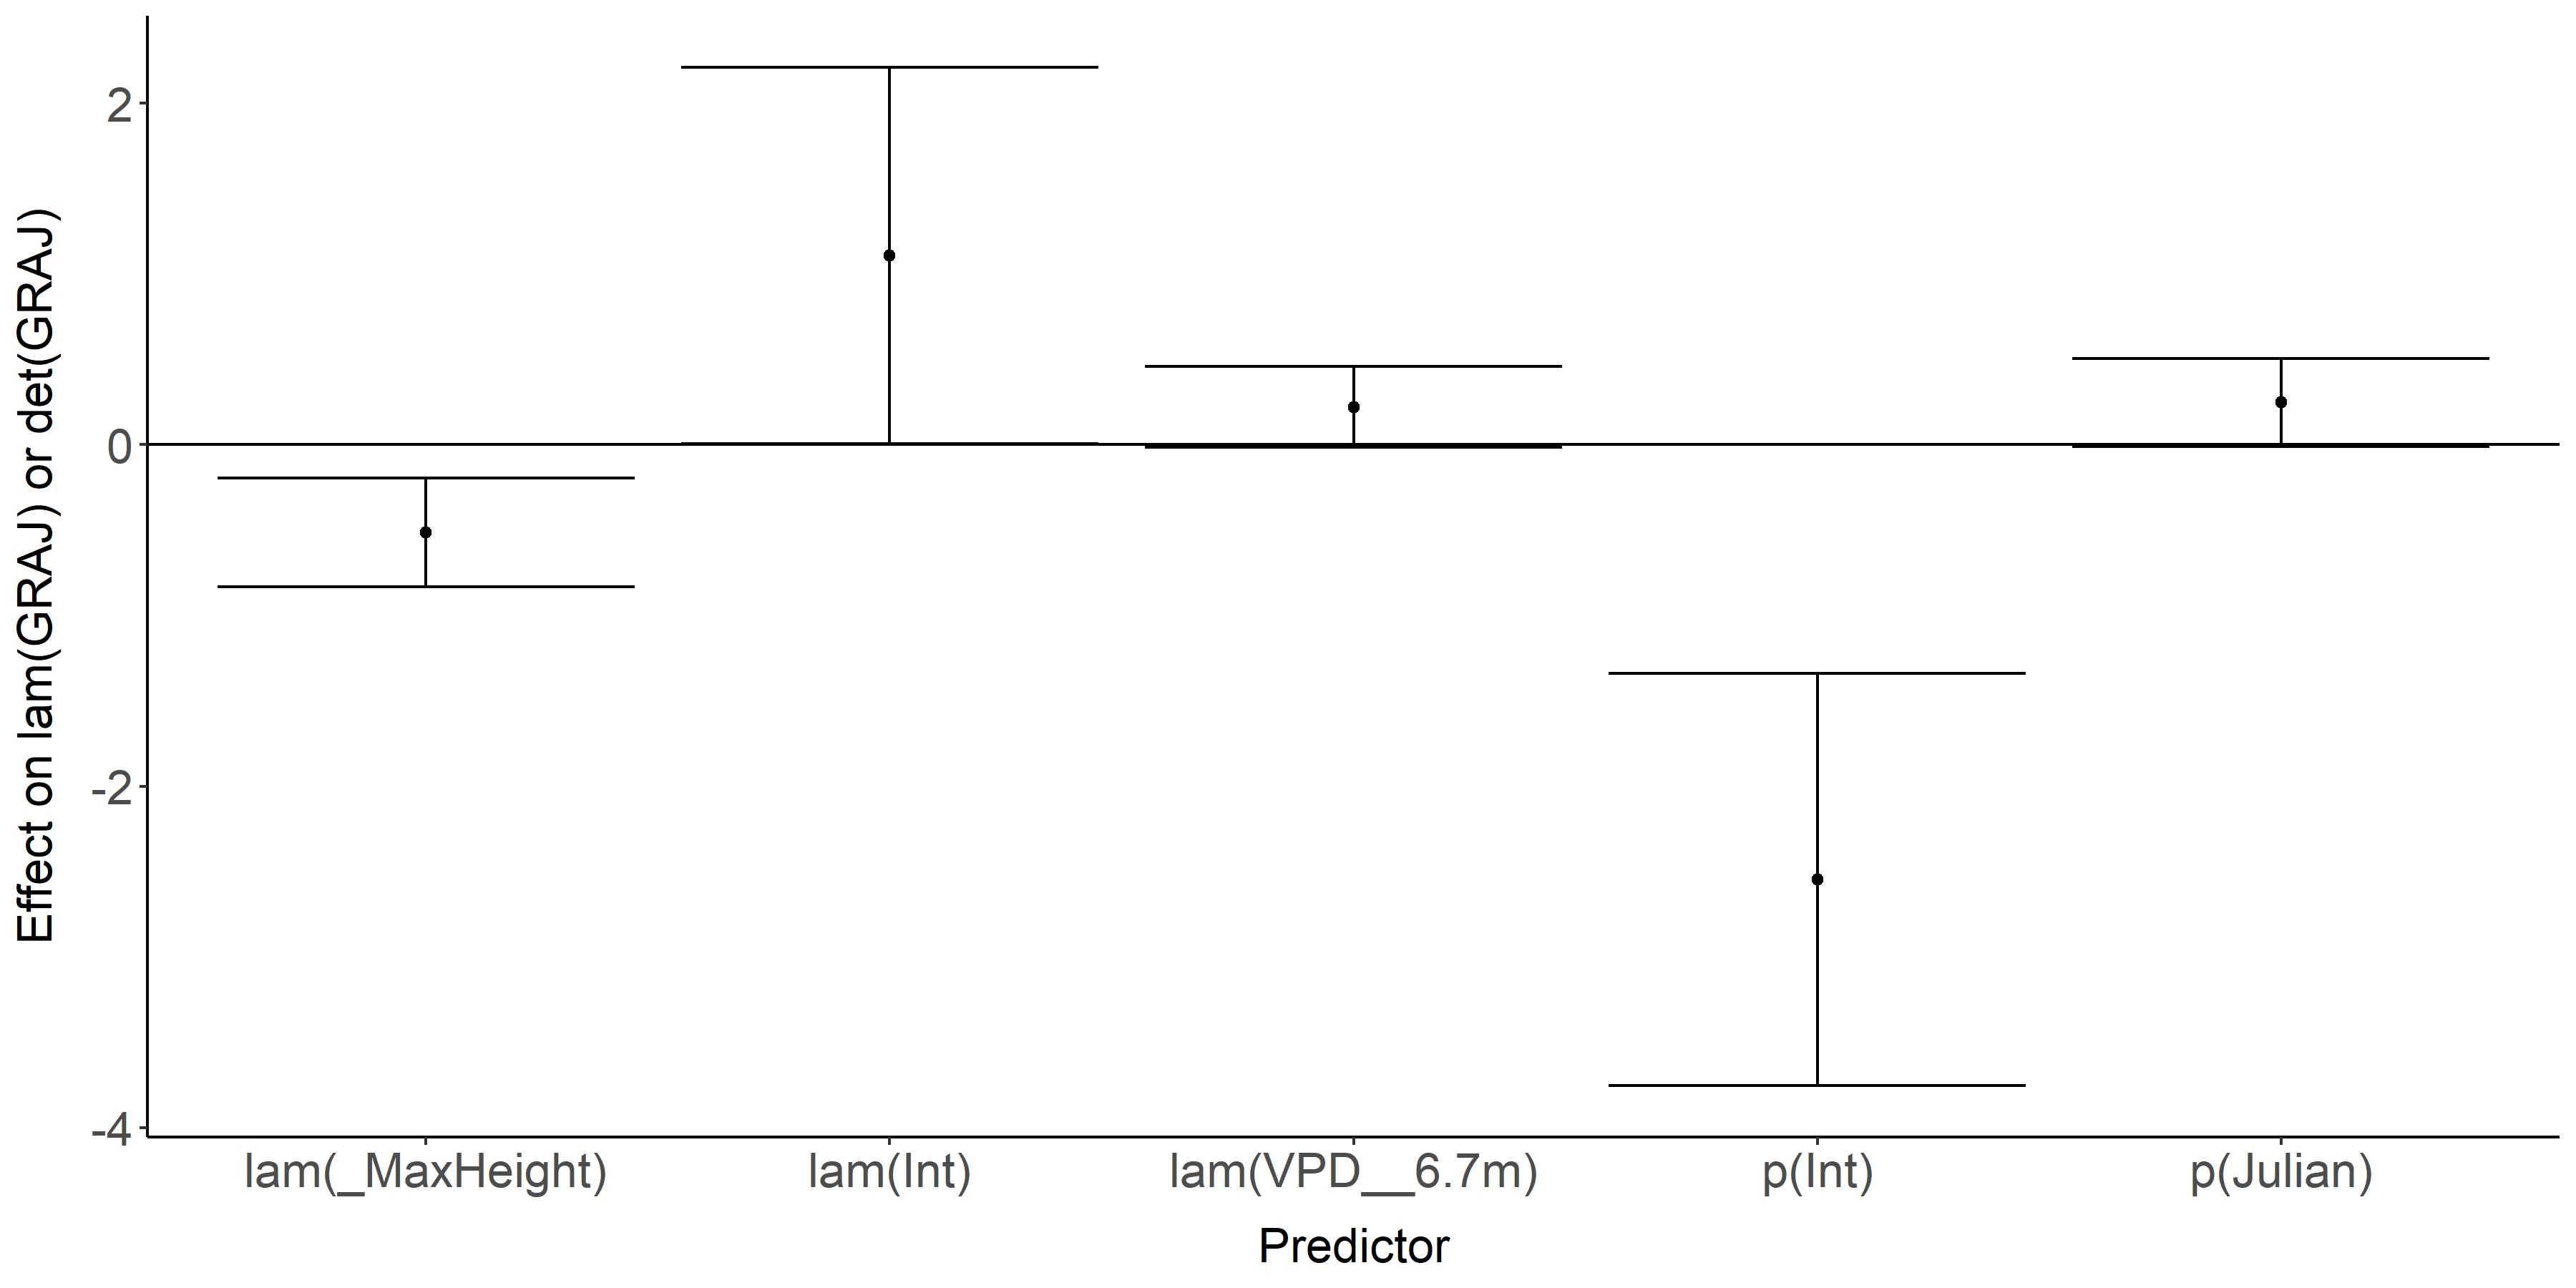 Effect on lam(GRAJ) or det(GRAJ)
2
0
-2
-4
lam(_MaxHeight)
lam(Int)
lam(VPD__6.7m)
p(Int)
p(Julian)
Predictor